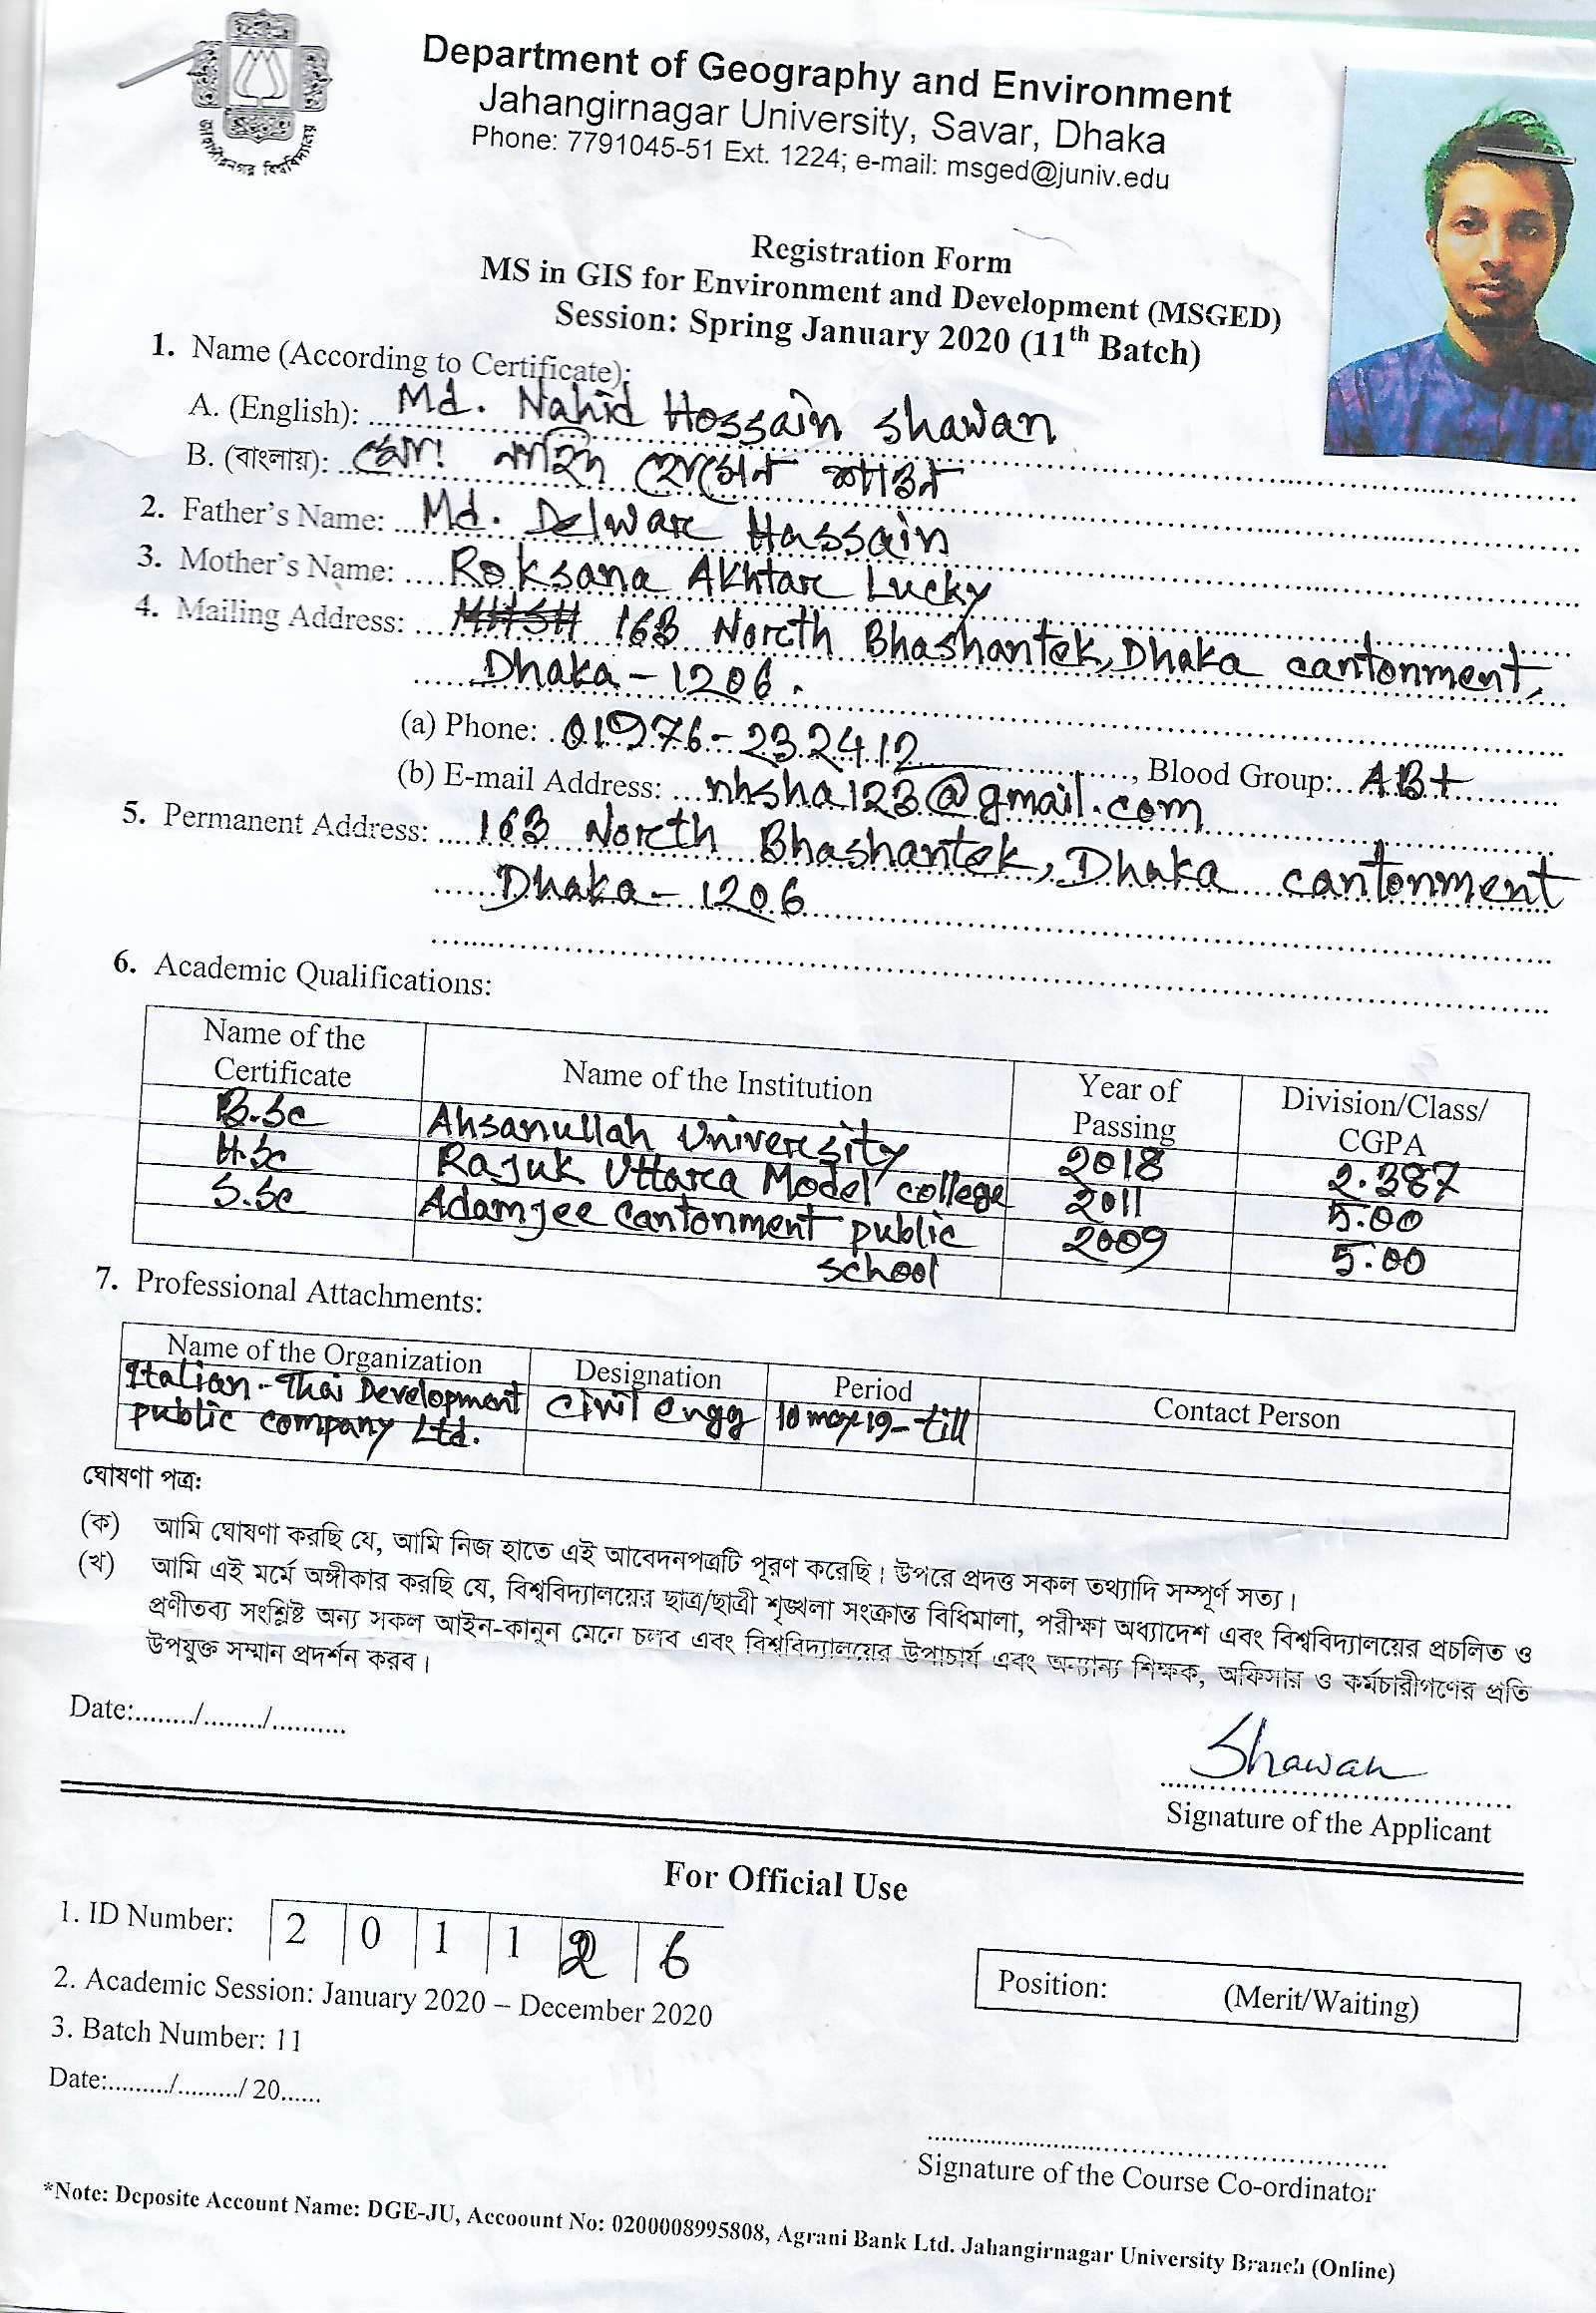 জাহাঙ্গীরনগর বিশ্ববিদ্যালয়
Department of Geography and Environment
Jahangirnagar University, Savar, Dhaka
Phone: 7791045-51 Ext. 1224; e-mail: msged@juniv.edu
Registration Form
MS in GIS for Environment and Development (MSGED)
Session: Spring January 2020 (11th Batch)
1. Name (According to Certificate):
A. (English): Md. Nahid Hossain Shawan
B. (বাংলায়): মোঃ নাহিদ হোসেন শাওন
2. Father's Name: Md. Delwar Hossain
3. Mother's Name: Roksana Akhtar Lucky
4. Mailing Address: 163 North Bhashantek, Dhaka cantonment,
Dhaka - 1206.
(a) Phone: 01976-232412, Blood Group: AB+
(b) E-mail Address: nhsha123@gmail.com
5. Permanent Address: 163 North Bhashantek, Dhaka cantonment
Dhaka - 1206
6. Academic Qualifications:
Name of the Certificate Name of the Institution Year of Passing Division/Class/CGPA
B.Sc Ahsanullah University 2018 2.387
H.Sc Rajuk Uttara Model college 2011 5.00
S.Sc Adamjee Cantonment public school 2009 5.00
7. Professional Attachments:
Name of the Organization Designation Period Contact Person
Italian-Thai Development Civil engg 10 may 19 - till
public company Ltd.
ঘোষণা পত্র:
(ক) আমি ঘোষণা করছি যে, আমি নিজ হাতে এই আবেদনপত্রটি পূরণ করেছি। উপরে প্রদত্ত সকল তথ্যাদি সম্পূর্ণ সত্য।
(খ) আমি এই মর্মে অঙ্গীকার করছি যে, বিশ্ববিদ্যালয়ের ছাত্র/ছাত্রী শৃঙ্খলা সংক্রান্ত বিধিমালা, পরীক্ষা অধ্যাদেশ এবং বিশ্ববিদ্যালয়ের প্রচলিত ও
প্রণীতব্য সংশ্লিষ্ট অন্য সকল আইন-কানুন মেনে চলব এবং বিশ্ববিদ্যালয়ের উপাচার্য এবং অন্যান্য শিক্ষক, অফিসার ও কর্মচারীগণের প্রতি
উপযুক্ত সম্মান প্রদর্শন করব।
Date:......../......../..........
Shawan
Signature of the Applicant
For Official Use
1. ID Number: 2 0 1 1 2 6
2. Academic Session: January 2020 – December 2020
Position: (Merit/Waiting)
3. Batch Number: 11
Date:........./........./ 20......
Signature of the Course Co-ordinator
*Note: Deposite Account Name: DGE-JU, Accoount No: 0200008995808, Agrani Bank Ltd. Jahangirnagar University Branch (Online)